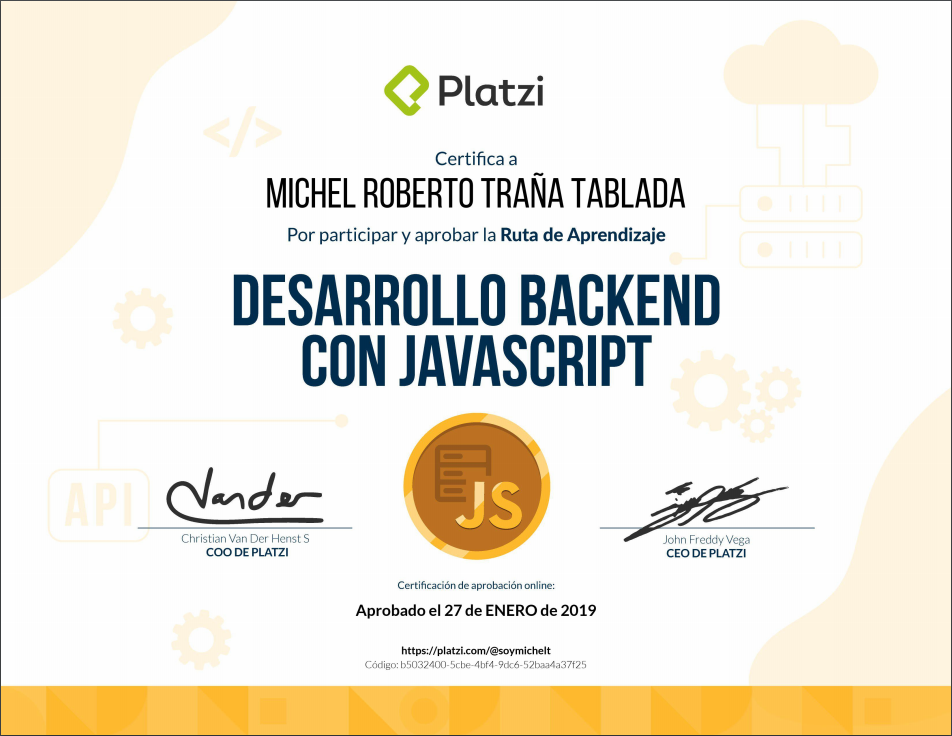 Platzi
</>
Certifica a
MICHEL ROBERTO TRAÑA TABLADA
Por participar y aprobar la Ruta de Aprendizaje
DESARROLLO BACKEND
CON JAVASCRIPT
API
JS
Vander
Christian Van Der Henst S
COO DE PLATZI
John Freddy Vega
CEO DE PLATZI
Certificación de aprobación online:
Aprobado el 27 de ENERO de 2019
https://platzi.com/@soymichelt
Código: b5032400-5cbe-4bf4-9dc6-52baa4a37f25